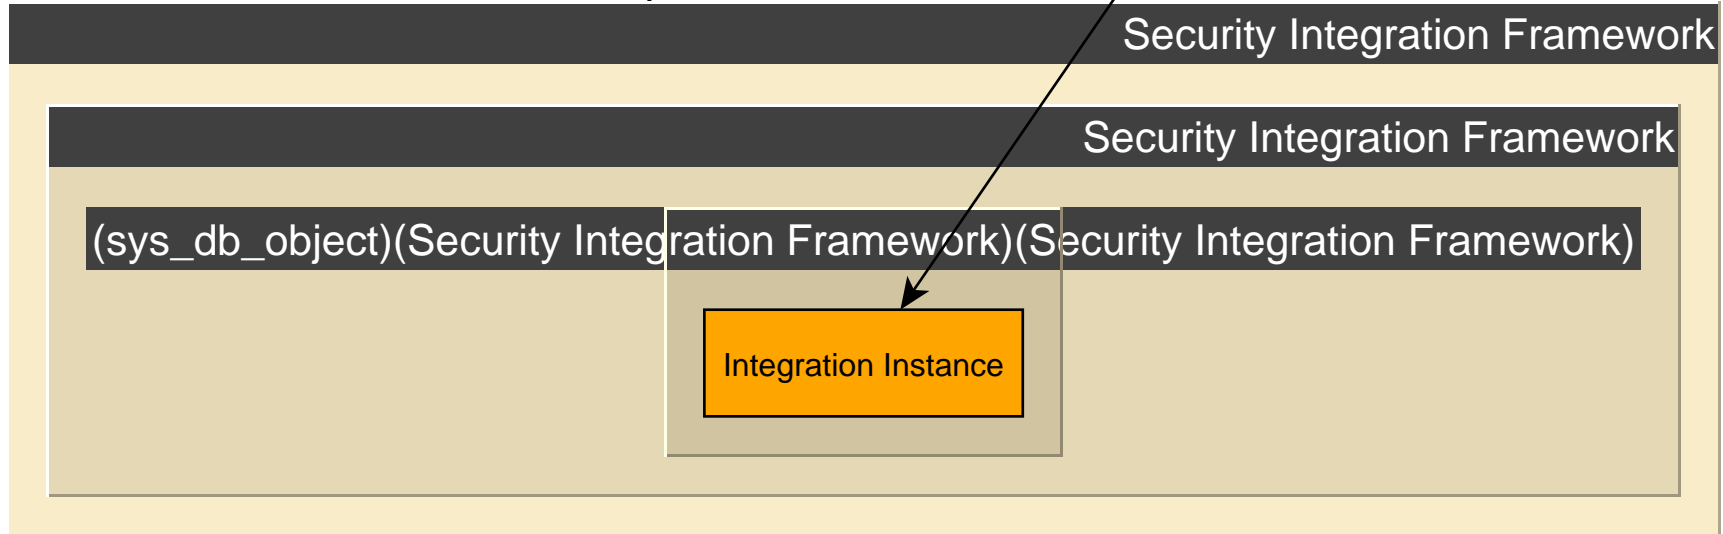 Security Integration Framework
Security Integration Framework
(sys_db_object)(Security Integration Framework)(Security Integration Framework)
Integration Instance